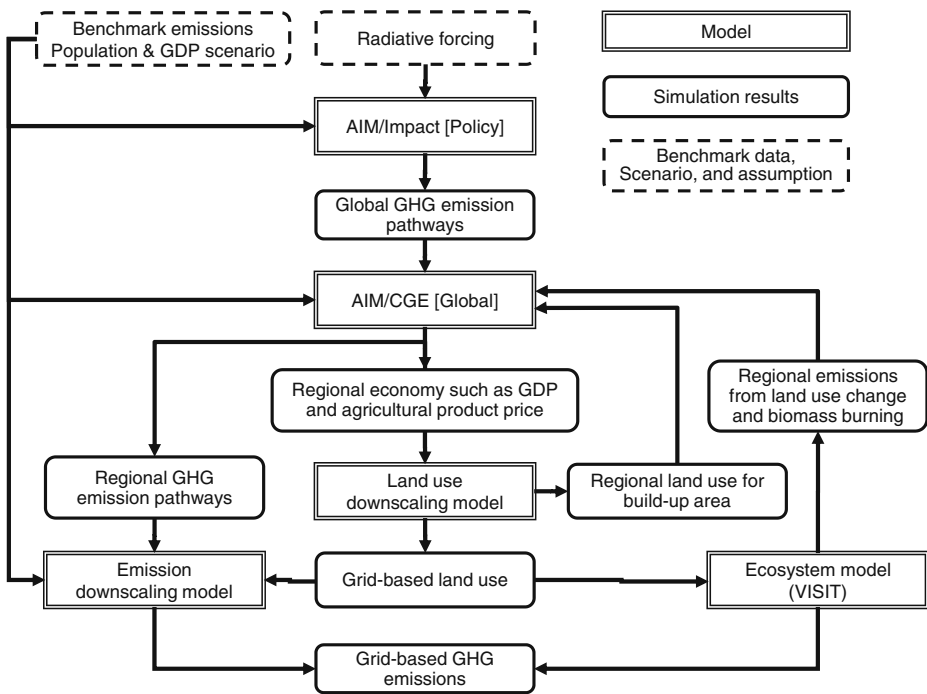 Benchmark emissions
Population & GDP scenario
Radiative forcing
Model
Simulation results
AIM/Impact [Policy]
Benchmark data,
Scenario, and assumption
Global GHG emission
pathways
AIM/CGE [Global]
Regional economy such as GDP
and agricultural product price
Regional emissions
from land use change
and biomass burning
Regional GHG
emission pathways
Land use
downscaling model
Regional land use for
build-up area
Emission
downscaling model
Grid-based land use
Ecosystem model
(VISIT)
Grid-based GHG
emissions